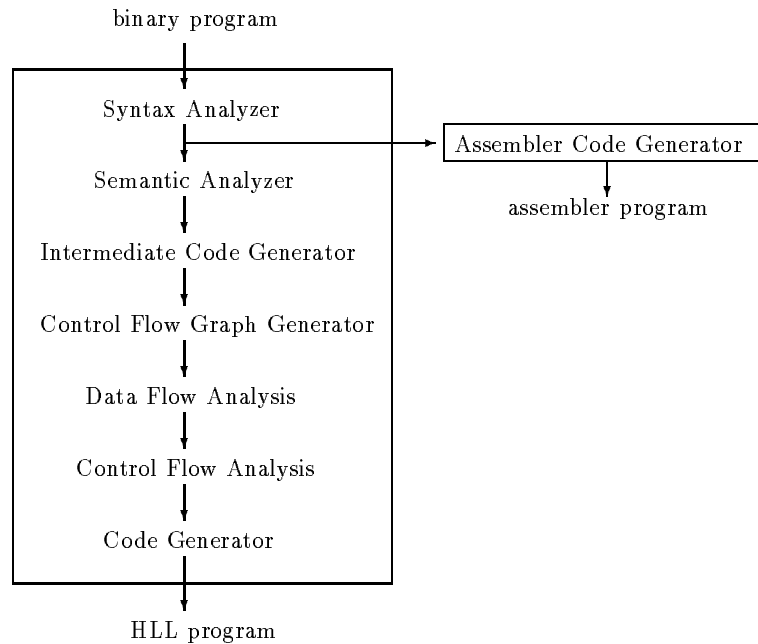 binary program
Syntax Analyzer
Assembler Code Generator
Semantic Analyzer
assembler program
Intermediate Code Generator
Control Flow Graph Generator
Data Flow Analysis
Control Flow Analysis
Code Generator
HLL program